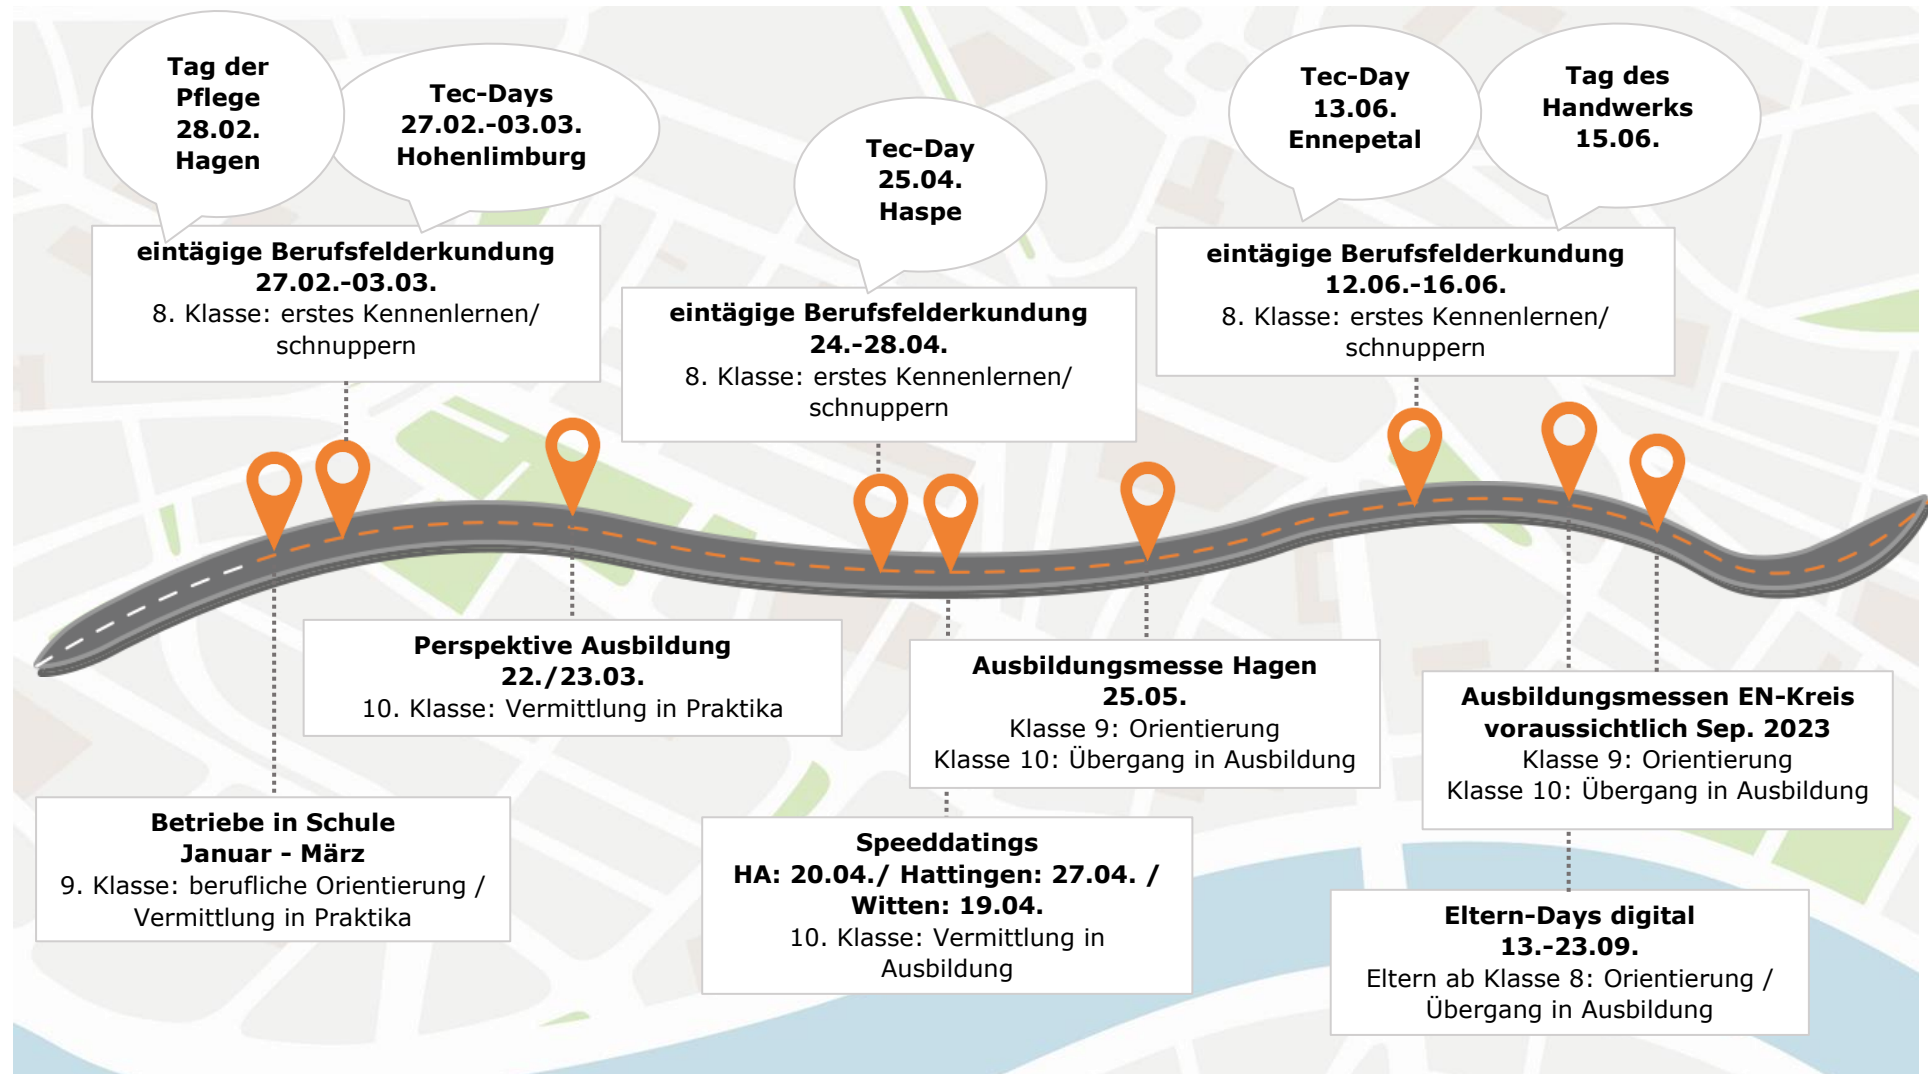 Tag der
Pflege
28.02.
Hagen
Tec-Days
27.02.-03.03.
Hohenlimburg
eintägige Berufsfelderkundung
27.02.-03.03.
8. Klasse: erstes Kennenlernen/
schnuppern
Tec-Day
25.04.
Haspe
eintägige Berufsfelderkundung
24.-28.04.
8. Klasse: erstes Kennenlernen/
schnuppern
Tec-Day
13.06.
Ennepetal
Tag des
Handwerks
15.06.
eintägige Berufsfelderkundung
12.06.-16.06.
8. Klasse: erstes Kennenlernen/
schnuppern
Betriebe in Schule
Januar - März
9. Klasse: berufliche Orientierung /
Vermittlung in Praktika
Perspektive Ausbildung
22./23.03.
10. Klasse: Vermittlung in Praktika
Speeddatings
HA: 20.04./ Hattingen: 27.04. /
Witten: 19.04.
10. Klasse: Vermittlung in
Ausbildung
Ausbildungsmesse Hagen
25.05.
Klasse 9: Orientierung
Klasse 10: Übergang in Ausbildung
Ausbildungsmessen EN-Kreis
voraussichtlich Sep. 2023
Klasse 9: Orientierung
Klasse 10: Übergang in Ausbildung
Eltern-Days digital
13.-23.09.
Eltern ab Klasse 8: Orientierung /
Übergang in Ausbildung